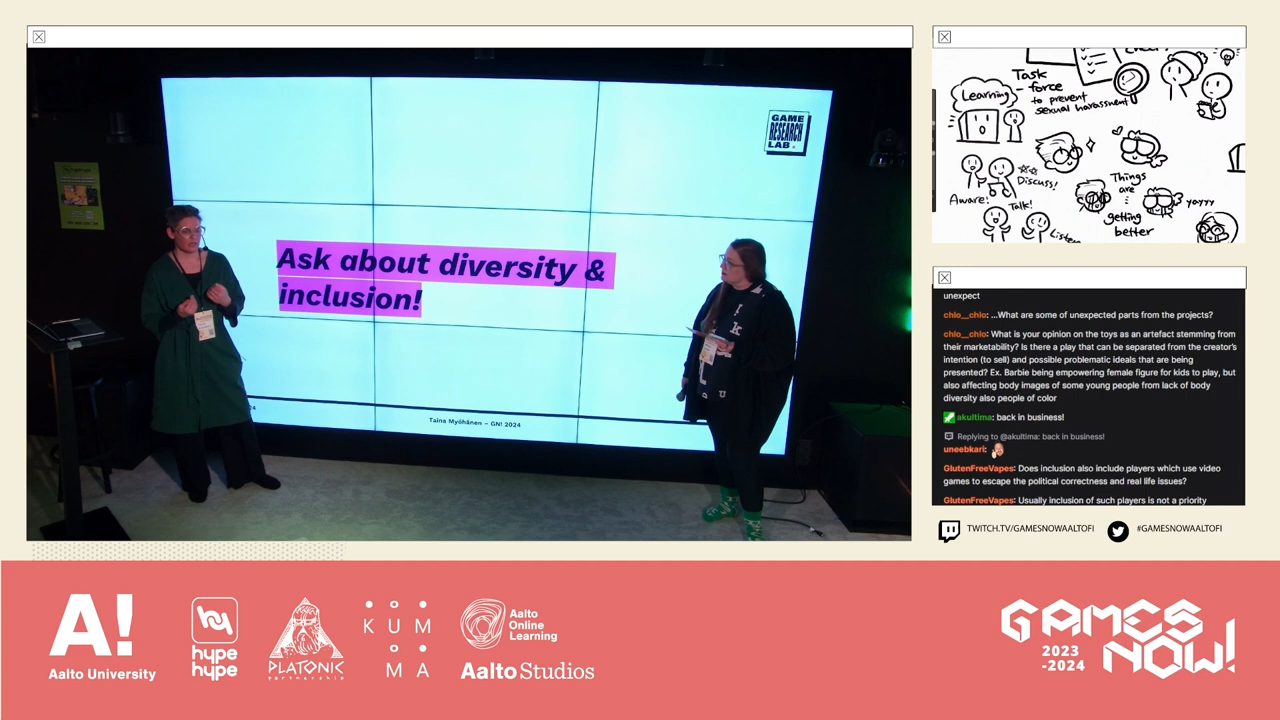 GAME
RESEARCH
LAB
Ask about diversity &
inclusion!
Taina Myöhänen – GN! 2024
Learning
Task
- force
to prevent
sexual harassment
Discuss!
Aware!
Talk!
Listen
Things
are
...
getting
better
yayyy
unexpect
chlo__chlo: ...What are some of unexpected parts from the projects?
chlo__chlo: What is your opinion on the toys as an artefact stemming from
their marketability? Is there a play that can be separated from the creator's
intention (to sell) and possible problematic ideals that are being
presented? Ex. Barbie being empowering female figure for kids to play, but
also affecting body images of some young people from lack of body
diversity also people of color
akultima: back in business!
Replying to @akultima: back in business!
uneebkari:
GlutenFreeVapes: Does inclusion also include players which use video
games to escape the political correctness and real life issues?
GlutenFreeVapes: Usually inclusion of such players is not a priority
TWITCH.TV/GAMESNOWAALTOFI
#GAMESNOWAALTOFI
A!
Aalto University
hype
hype
PLATONIC
partnership
KUM
MA
Aalto
Online
Learning
Aalto Studios
GAMES
NOW!
2023
-2024